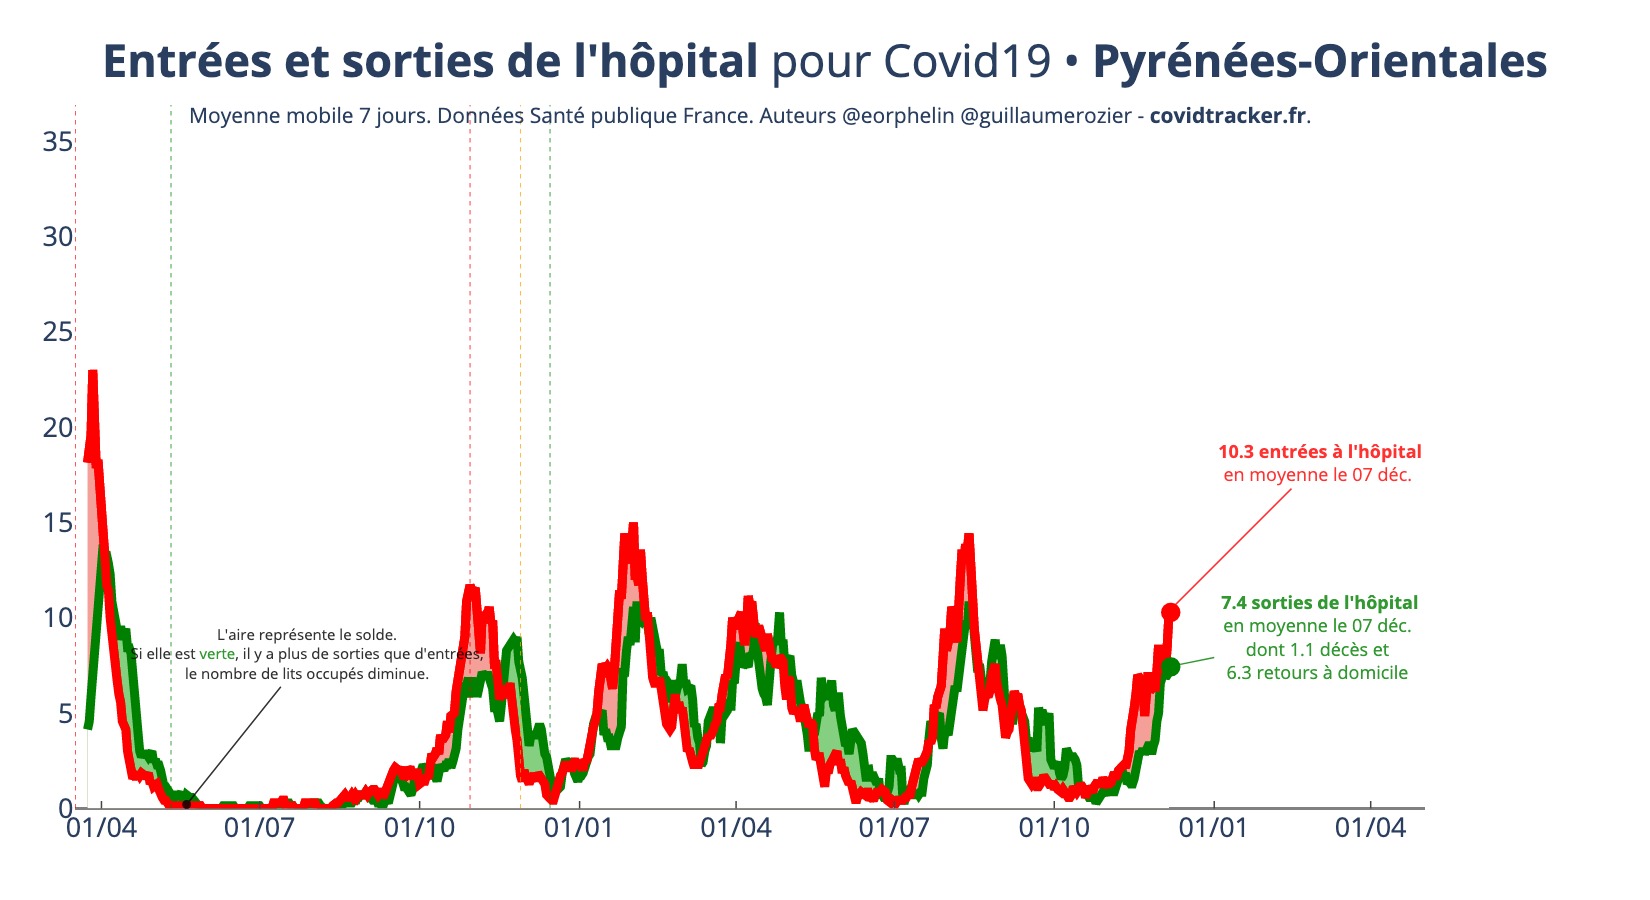 Entrées et sorties de l'hôpital pour Covid19 • Pyrénées-Orientales
Moyenne mobile 7 jours. Données Santé publique France. Auteurs @eorphelin @guillaumerozier - covidtracker.fr.
35
30
25
20
15
10
5
0
10.3 entrées à l'hôpital
en moyenne le 07 déc.
7.4 sorties de l'hôpital
en moyenne le 07 déc.
dont 1.1 décès et
6.3 retours à domicile
L'aire représente le solde.
Si elle est verte, il y a plus de sorties que d'entrées,
le nombre de lits occupés diminue.
01/04 01/07 01/10 01/01 01/04 01/07 01/10 01/01 01/04